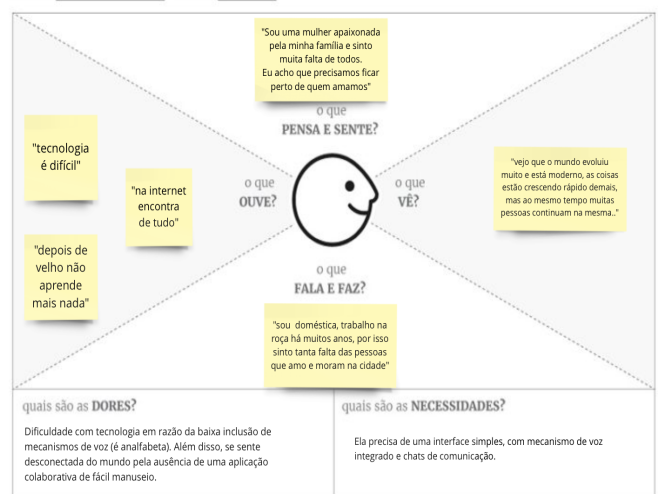 "Sou uma mulher apaixonada
pela minha família e sinto
muita falta de todos.
Eu acho que precisamos ficar
perto de quem amamos"
o que
PENSA E SENTE?
"tecnologia
é difícil"
"na internet
encontra
de tudo"
"depois de
velho não
aprende
mais nada"
o que
OUVE?
o que
VÊ?
"vejo que o mundo evoluiu
muito e está moderno, as coisas
estão crescendo rápido demais,
mas ao mesmo tempo muitas
pessoas continuam na mesma.."
o que
FALA E FAZ?
"sou  doméstica, trabalho na
roça há muitos anos, por isso
sinto tanta falta das pessoas
que amo e moram na cidade"
quais são as DORES?
Dificuldade com tecnologia em razão da baixa inclusão de
mecanismos de voz (é analfabeta). Além disso, se sente
desconectada do mundo pela ausência de uma aplicação
colaborativa de fácil manuseio.
quais são as NECESSIDADES?
Ela precisa de uma interface simples, com mecanismo de voz
integrado e chats de comunicação.